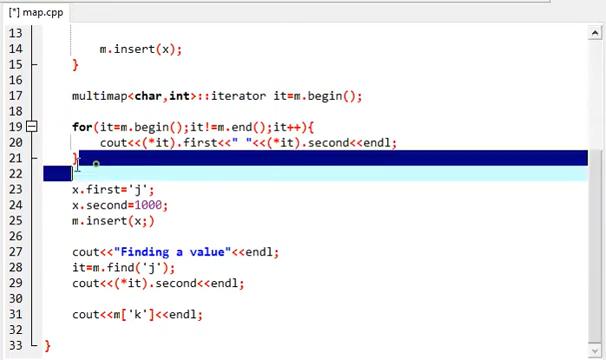 [*] map.cpp
13
14 m.insert(x);
15 }
16
17 multimap<char,int>::iterator it=m.begin();
18
19 for(it=m.begin();it!=m.end();it++){
20 cout<<(*it).first<<" "<<(*it).second<<endl;
21 }
22
23 x.first='j';
24 x.second=1000;
25 m.insert(x;)
26
27 cout<<"Finding a value"<<endl;
28 it=m.find('j');
29 cout<<(*it).second<<endl;
30
31 cout<<m['k']<<endl;
32
33 }